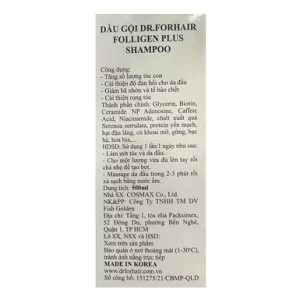 DẦU GỘI DR.FORHAIR
FOLLIGEN PLUS
SHAMPOO
Công dụng:
- Tăng số lượng tóc con
- Cải thiện độ đàn hồi cho da đầu
- Giảm bã nhờn và tế bào chết
- Cải thiện rụng tóc
Thành phần chính: Glycerin, Biotin,
Ceramide NP Adenosine, Caffeic
Acid, Niacinamide, chiết xuất quả
Serenoa serrulata, protein yến mạch,
hạt đậu lăng, củ khoai mỡ, gừng, bạc
hà, hoa bia,...
HDSD: Sử dụng 1 lần/1 ngày như sau:
- Làm ướt tóc và da đầu.
- Cho một lượng vừa đủ lên tay rồi
chà nhẹ để tạo bọt.
- Massage da đầu trong 2-3 phút rồi
xả sạch bằng nước ấm.
Dung tích: 500ml
Nhà SX: COSMAX Co., Ltd.
NK&PP: Công Ty TNHH TM DV
Fish Golden
Địa chỉ: Tầng 1, tòa nhà Packsimex,
52 Đông Du, phường Bến Nghé,
Quận 1, TP HCM
Lô SX, NSX và HSD:
Xem trên sản phẩm
Bảo quản ở nơi thoáng mát (1-30°C),
tránh ánh nắng trực tiếp
MADE IN KOREA
www.drforhair.com.vn
Số công bố: 151275/21/CBMP-QLD